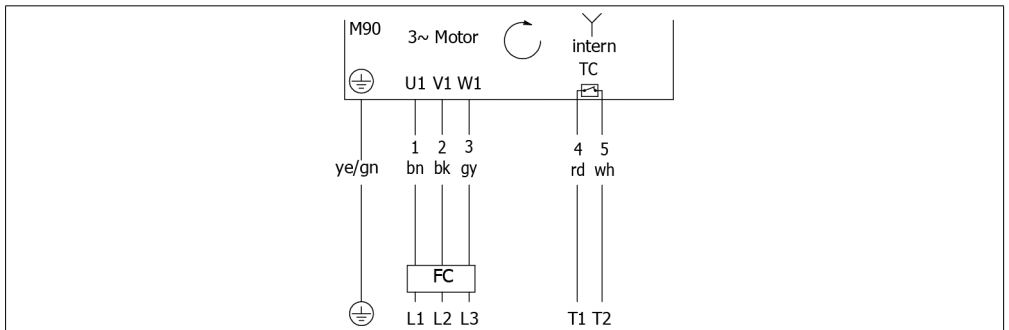 M90
3~ Motor
intern
TC
U1 V1 W1
1 2 3 4 5
ye/gn bn bk gy rd wh
FC
L1 L2 L3 T1 T2